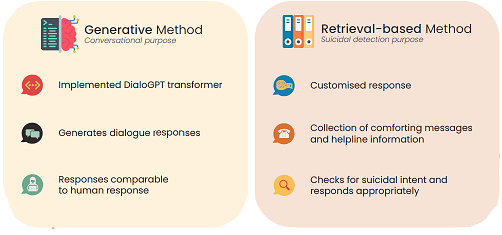 Generative Method
Conversational purpose
Implemented DialoGPT transformer
Generates dialogue responses
Responses comparable
to human response
Retrieval-based Method
Suicidal detection purpose
Customised response
Collection of comforting messages
and helpline information
Checks for suicidal intent and
responds appropriately